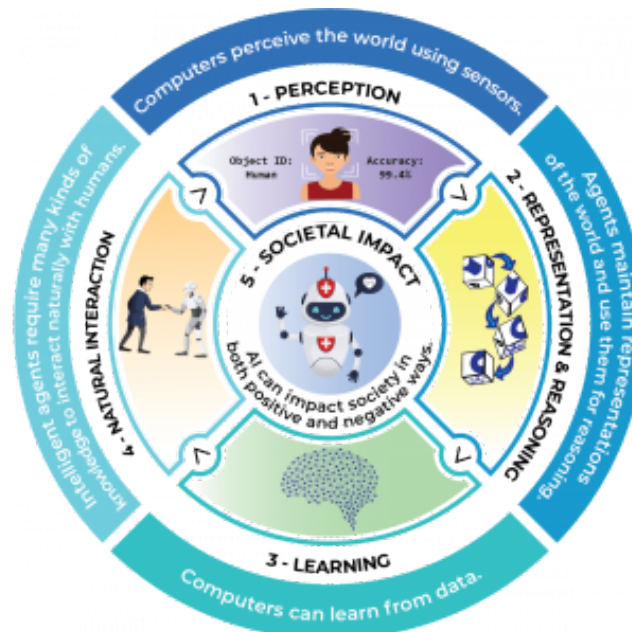 Computers perceive the world using sensors.
1 - PERCEPTION
Object ID:
Human
Accuracy:
99.4%
2 - REPRESENTATION & REASONING
Agents maintain representations
of the world and use them for reasoning.
3 - LEARNING
Computers can learn from data.
4 - NATURAL INTERACTION
Intelligent agents require many kinds of
knowledge to interact naturally with humans.
5 - SOCIETAL IMPACT
AI can impact society in
both positive and negative ways.